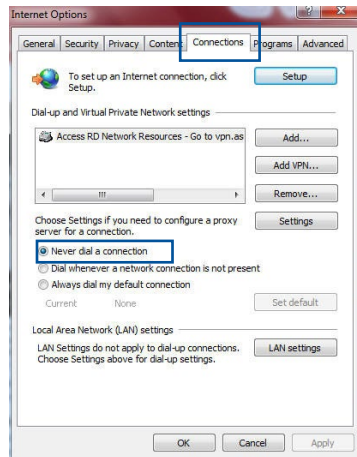 Internet Options
General Security Privacy Content Connections Programs Advanced
To set up an Internet connection, click
Setup.
Setup
Dial-up and Virtual Private Network settings
Access RD Network Resources - Go to vpn.as
Add...
Add VPN...
Remove...
Choose Settings if you need to configure a proxy
server for a connection.
Settings
Never dial a connection
Dial whenever a network connection is not present
Always dial my default connection
Current None
Set default
Local Area Network (LAN) settings
LAN Settings do not apply to dial-up connections.
Choose Settings above for dial-up settings.
LAN settings
OK Cancel Apply